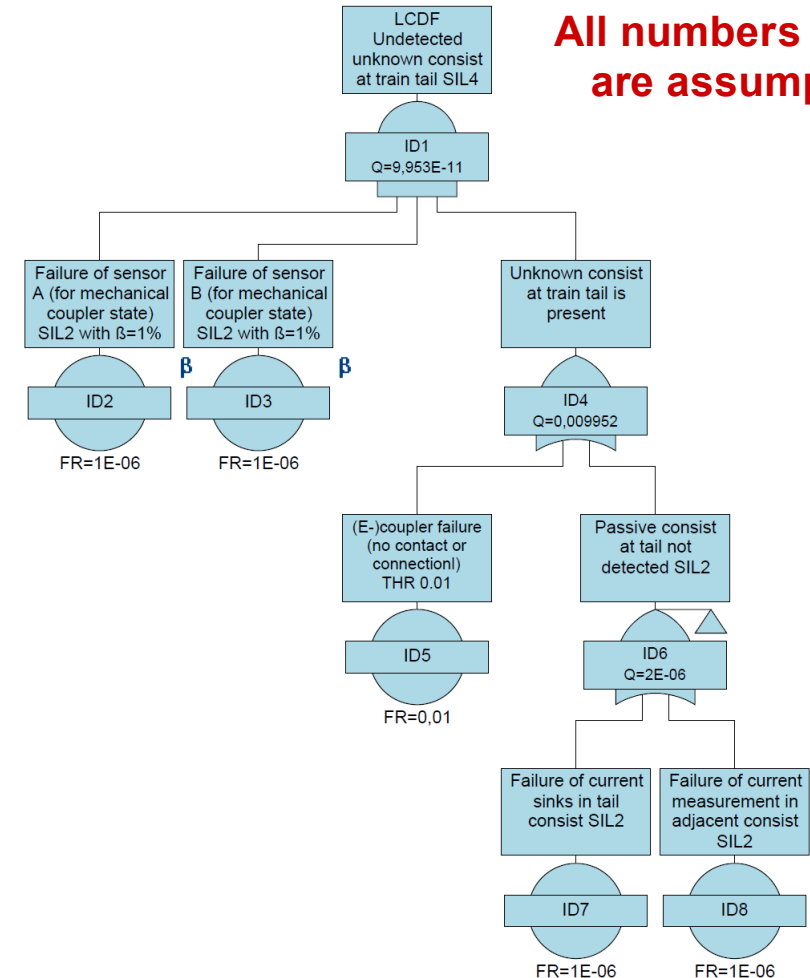 All numbers
are assump
LCDF
Undetected
unknown consist
at train tail SIL4
ID1
Q=9,953E-11
Failure of sensor
A (for mechanical
coupler state)
SIL2 with ß=1%
Failure of sensor
B (for mechanical
coupler state)
SIL2 with ß=1%
Unknown consist
at train tail is
present
β
β
ID2
FR=1E-06
ID3
FR=1E-06
ID4
Q=0,009952
(E-)coupler failure
(no contact or
connectionl)
THR 0.01
Passive consist
at tail not
detected SIL2
ID5
FR=0,01
ID6
Q=2E-06
Failure of current
sinks in tail
consist SIL2
Failure of current
measurement in
adjacent consist
SIL2
ID7
FR=1E-06
ID8
FR=1E-06